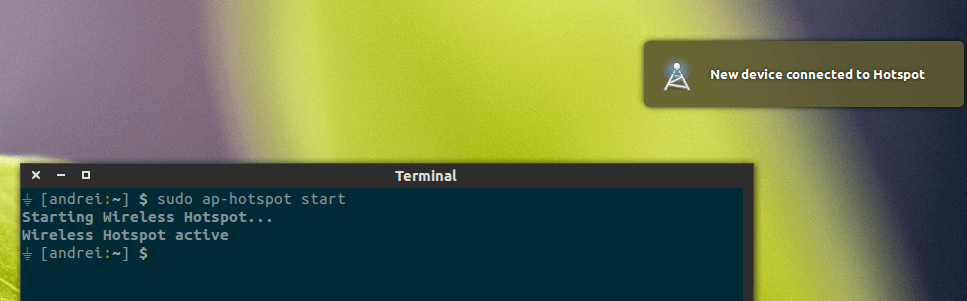 New device connected to Hotspot
Terminal
⏚ [andrei:~] $ sudo ap-hotspot start
Starting Wireless Hotspot...
Wireless Hotspot active
⏚ [andrei:~] $